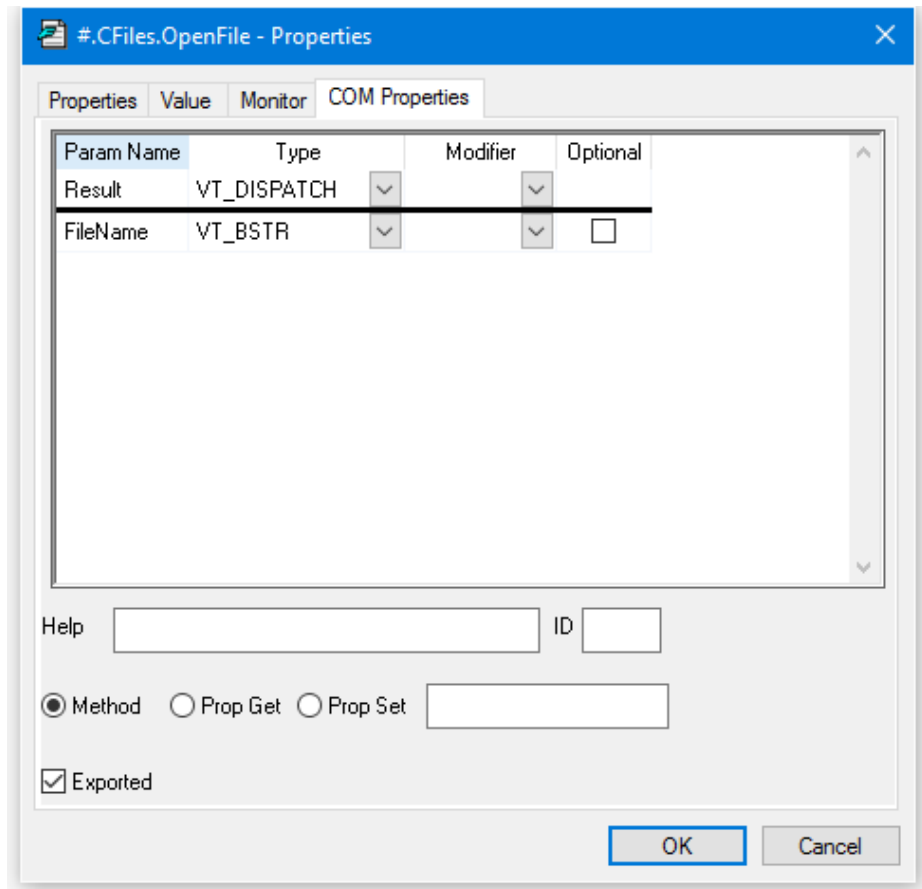 #.CFiles.OpenFile - Properties
Properties Value Monitor COM Properties
Param Name Type Modifier Optional
Result VT_DISPATCH
FileName VT_BSTR
Help ID
Method Prop Get Prop Set
Exported
OK Cancel